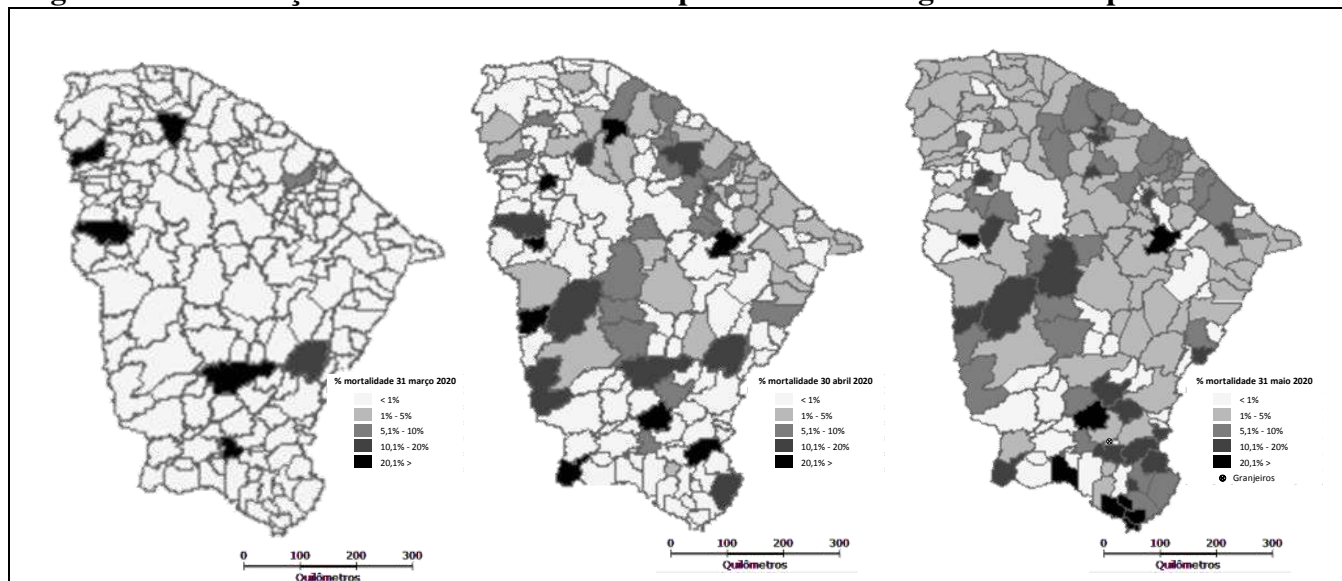 % mortalidade 31 março 2020
< 1%
1% - 5%
5,1% - 10%
10,1% - 20%
20,1% >
0 100 200 300
Quilômetros
% mortalidade 30 abril 2020
< 1%
1% - 5%
5,1% - 10%
10,1% - 20%
20,1% >
0 100 200 300
Quilômetros
% mortalidade 31 maio 2020
< 1%
1% - 5%
5,1% - 10%
10,1% - 20%
20,1% >
Granjeiros
0 100 200 300
Quilômetros